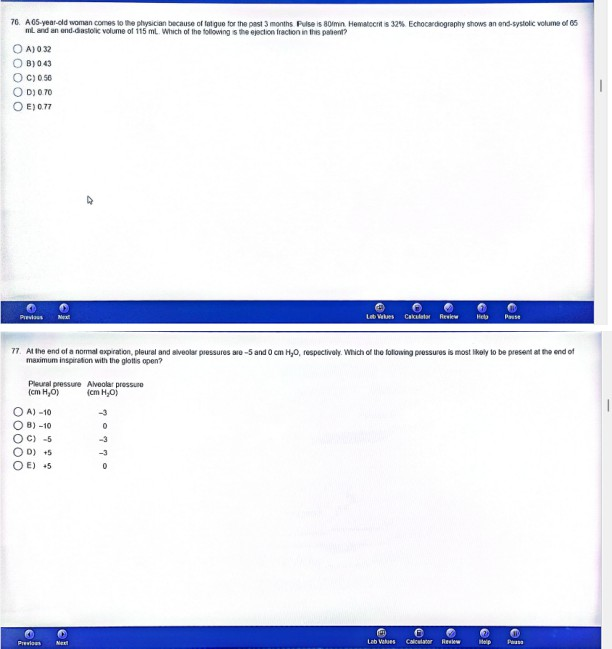 76. A 65-year-old woman comes to the physician because of fatigue for the past 3 months. Pulse is 80/min. Hematocrit is 32%. Echocardiography shows an end-systolic volume of 65
mL and an end-diastolic volume of 115 mL. Which of the following is the ejection fraction in this patient?
A) 0.32
B) 0.43
C) 0.56
D) 0.70
E) 0.77
Previous Next Lab Values Calculator Review Help Pause
77. At the end of a normal expiration, pleural and alveolar pressures are –5 and 0 cm H₂O, respectively. Which of the following pressures is most likely to be present at the end of
maximum inspiration with the glottis open?
Pleural pressure Alveolar pressure
(cm H₂O) (cm H₂O)
A) –10 –3
B) –10 0
C) –5 –3
D) +5 –3
E) +5 0
Previous Next Lab Values Calculator Review Help Pause